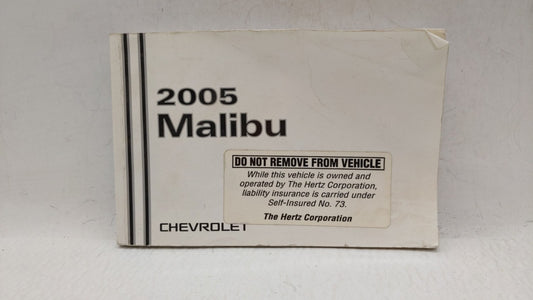 2005
Malibu
DO NOT REMOVE FROM VEHICLE
While this vehicle is owned and
operated by The Hertz Corporation,
liability insurance is carried under
Self-Insured No. 73.
The Hertz Corporation
CHEVROLET